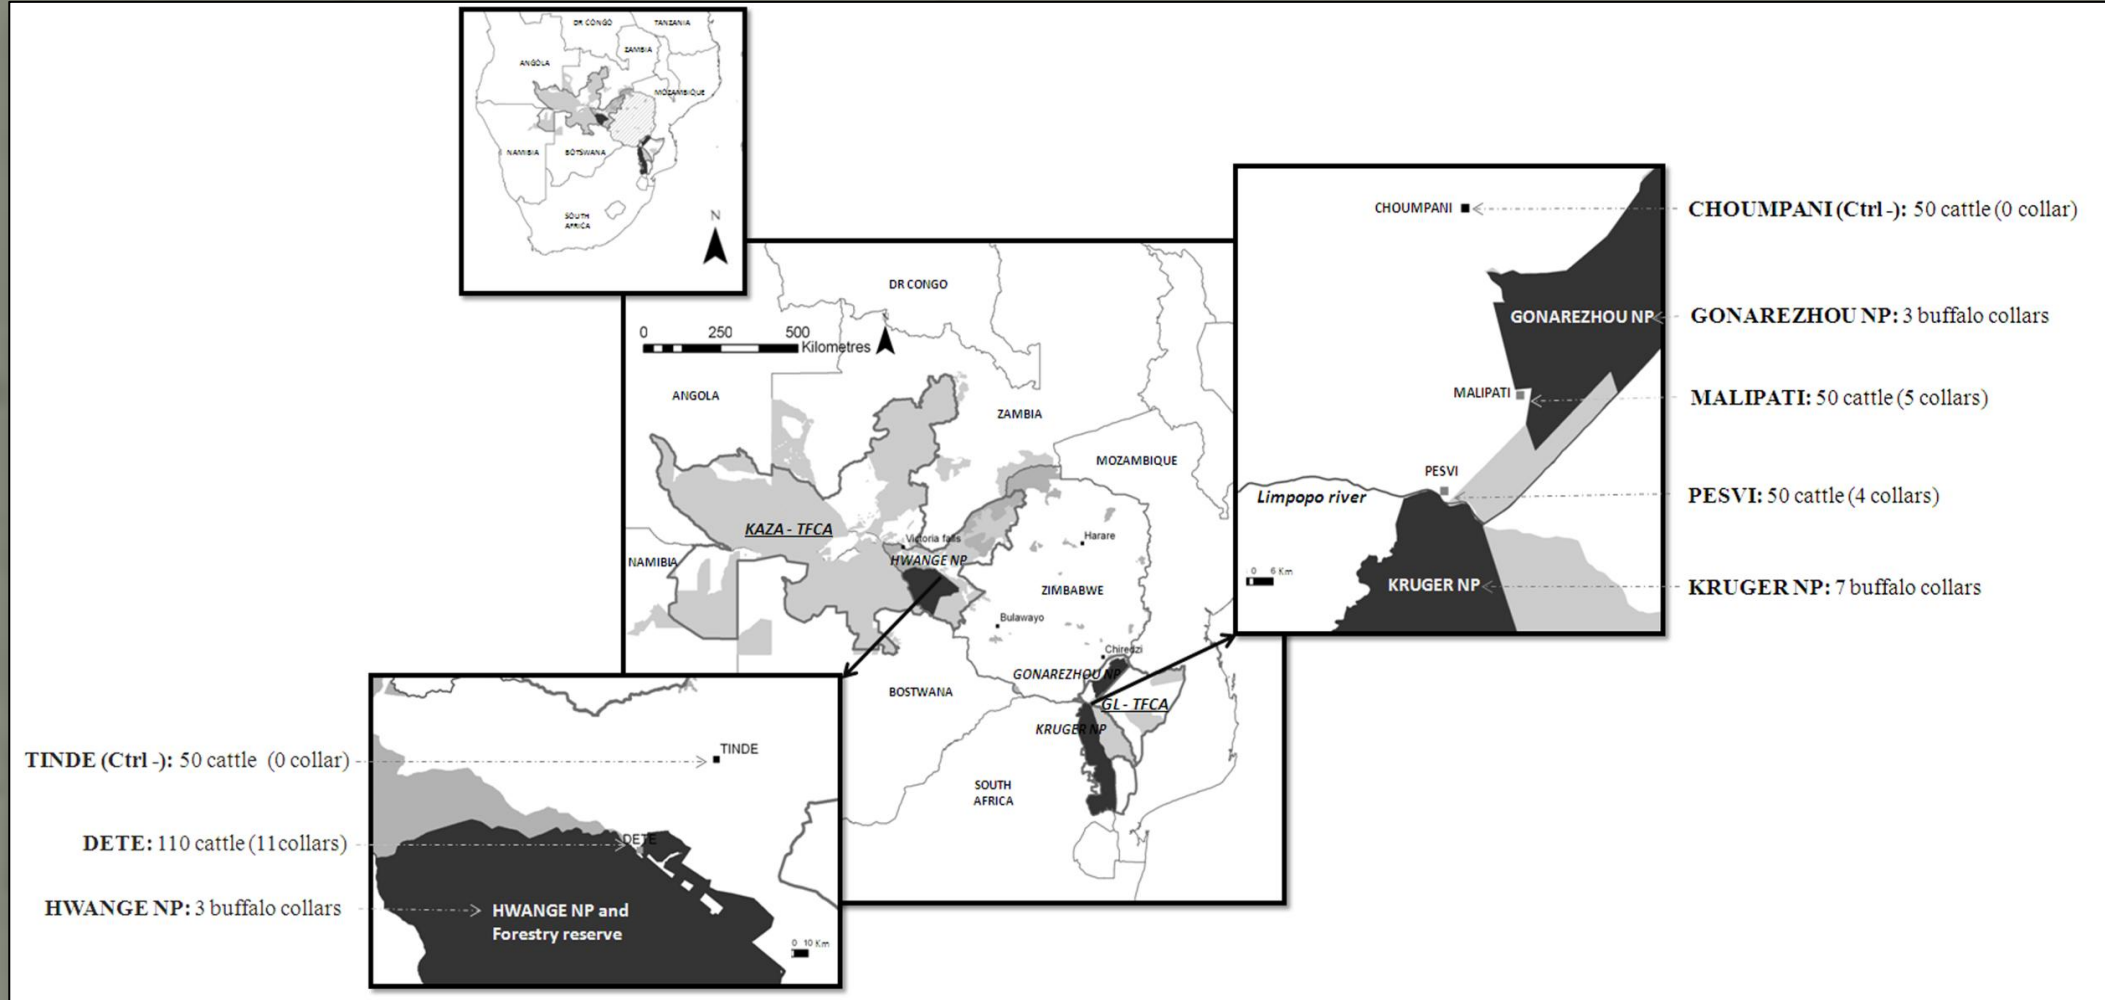 DR CONGO
TANZANIA
ZAMBIA
ANGOLA
MOZAMBIQUE
NAMIBIA
BOTSWANA
SOUTH
AFRICA
N
DR CONGO
0 250 500
Kilometres
ANGOLA
ZAMBIA
MOZAMBIQUE
KAZA - TFCA
Victoria falls
Harare
NAMIBIA
HWANGE NP
ZIMBABWE
Bulawayo
Chiredzi
GONAREZHOU NP
BOSTWANA
GL - TFCA
KRUGER NP
SOUTH
AFRICA
CHOUMPANI
GONAREZHOU NP
MALIPATI
PESVI
Limpopo river
0 6 Km
KRUGER NP
CHOUMPANI (Ctrl -): 50 cattle (0 collar)
GONAREZHOU NP: 3 buffalo collars
MALIPATI: 50 cattle (5 collars)
PESVI: 50 cattle (4 collars)
KRUGER NP: 7 buffalo collars
TINDE (Ctrl -): 50 cattle (0 collar)
DETE: 110 cattle (11collars)
HWANGE NP: 3 buffalo collars
TINDE
DETE
HWANGE NP and
Forestry reserve
0 10 Km